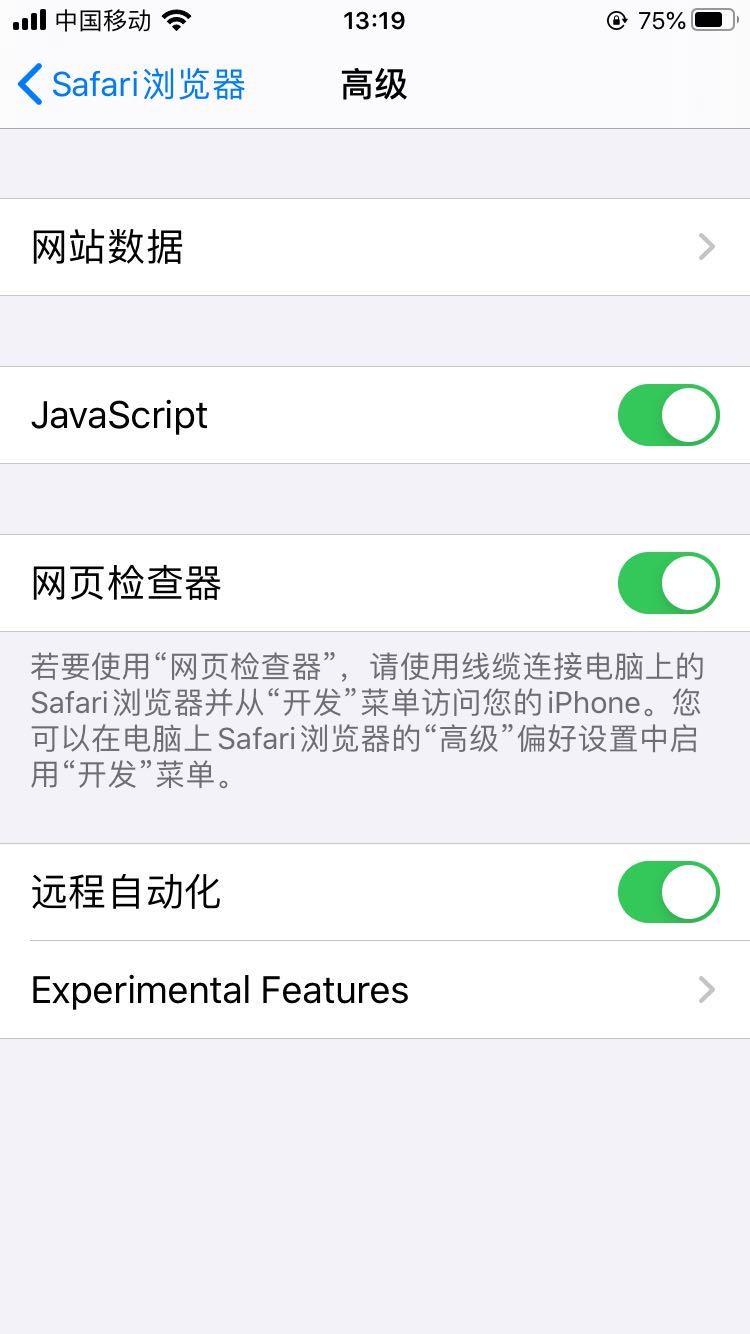 中国移动 13:19 75%
Safari浏览器 高级
网站数据
JavaScript
网页检查器
若要使用“网页检查器”，请使用线缆连接电脑上的
Safari浏览器并从“开发”菜单访问您的iPhone。您
可以在电脑上Safari浏览器的“高级”偏好设置中启
用“开发”菜单。
远程自动化
Experimental Features